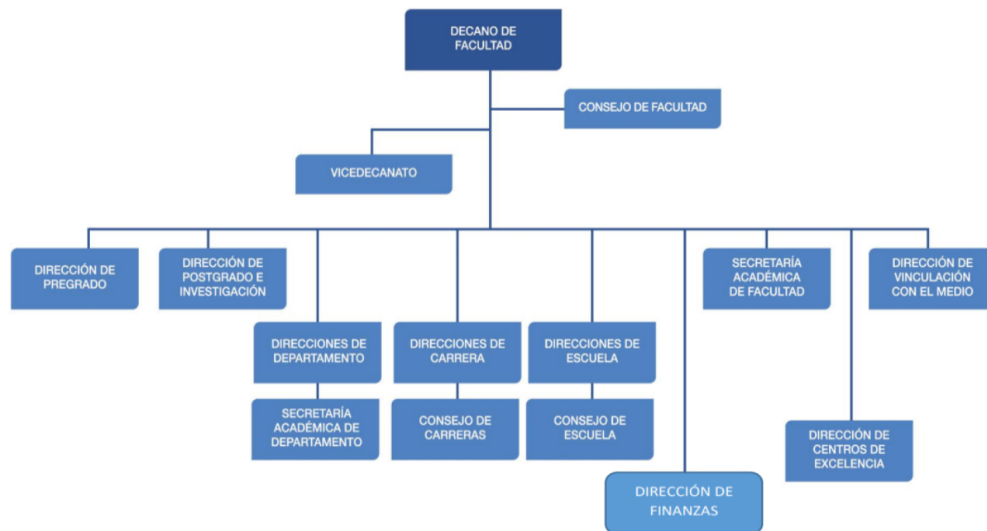 DECANO DE
FACULTAD
CONSEJO DE FACULTAD
VICEDECANATO
DIRECCIÓN DE
PREGRADO
DIRECCIÓN DE
POSTGRADO E
INVESTIGACIÓN
SECRETARÍA
ACADÉMICA
DE FACULTAD
DIRECCIÓN DE
VINCULACIÓN
CON EL MEDIO
DIRECCIONES DE
DEPARTAMENTO
DIRECCIONES DE
CARRERA
DIRECCIONES DE
ESCUELA
SECRETARÍA
ACADÉMICA DE
DEPARTAMENTO
CONSEJO DE
CARRERAS
CONSEJO DE
ESCUELA
DIRECCIÓN DE
CENTROS DE
EXCELENCIA
DIRECCIÓN DE
FINANZAS